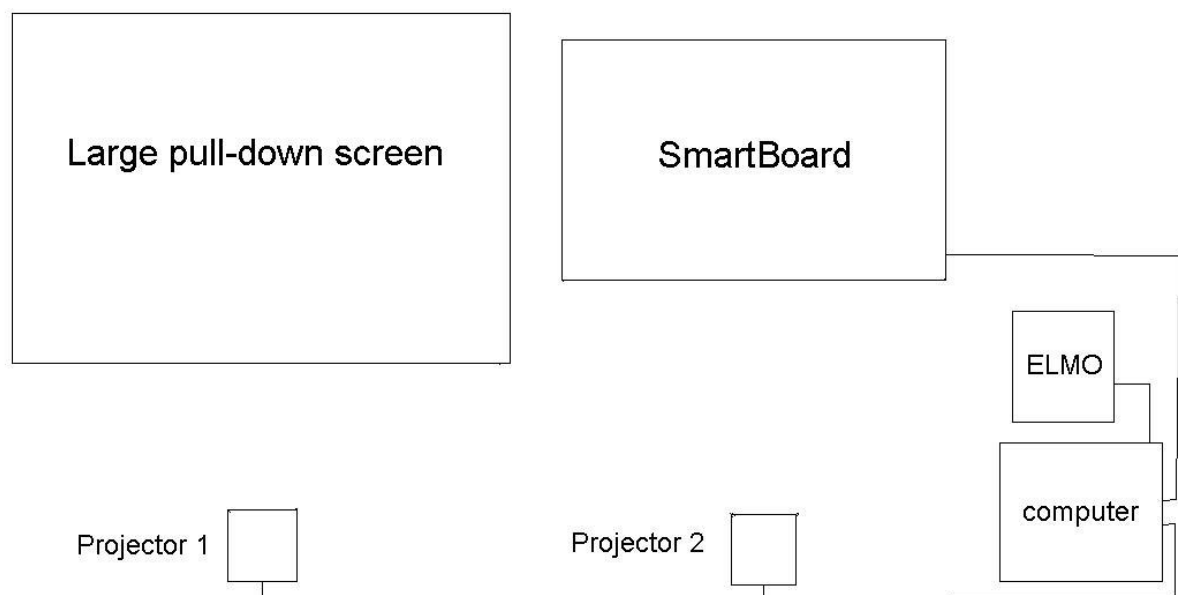 Large pull-down screen
SmartBoard
ELMO
computer
Projector 1
Projector 2